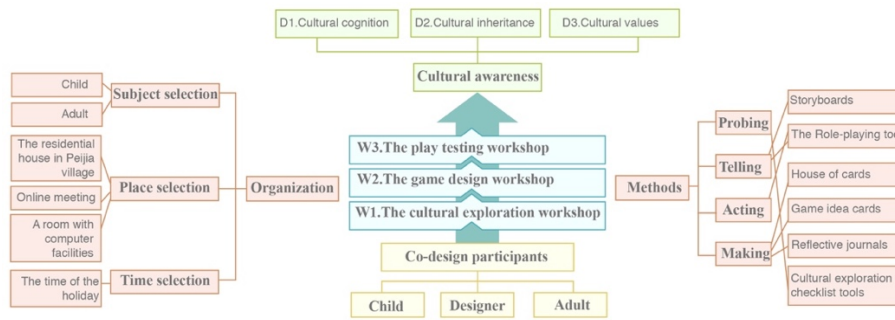 D1.Cultural cognition
D2.Cultural inheritance
D3.Cultural values
Cultural awareness
Child
Adult
Subject selection
The residential
house in Peijia
village
Online meeting
A room with
computer
facilities
Place selection
The time of the
holiday
Time selection
Organization
W3.The play testing workshop
W2.The game design workshop
W1.The cultural exploration workshop
Co-design participants
Child
Designer
Adult
Methods
Probing
Telling
Acting
Making
Storyboards
The Role-playing too
House of cards
Game idea cards
Reflective journals
Cultural exploration
checklist tools